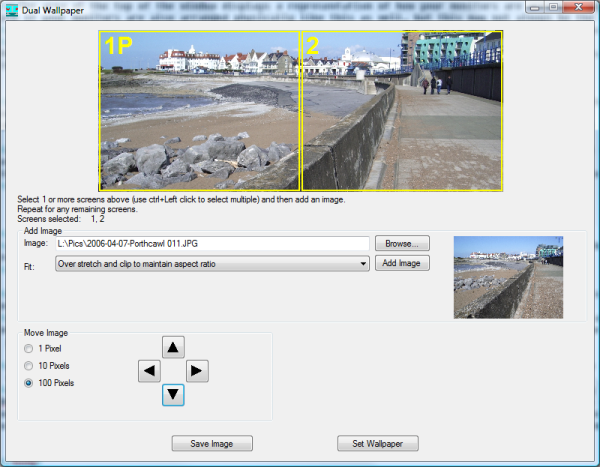 Dual Wallpaper
1P
2
Select 1 or more screens above (use ctrl+Left click to select multiple) and then add an image.
Repeat for any remaining screens.
Screens selected: 1, 2
Add Image
Image: L:\Pics\2006-04-07-Porthcawl 011.JPG Browse...
Fit: Over stretch and clip to maintain aspect ratio Add Image
Move Image
1 Pixel
10 Pixels
100 Pixels
Save Image Set Wallpaper